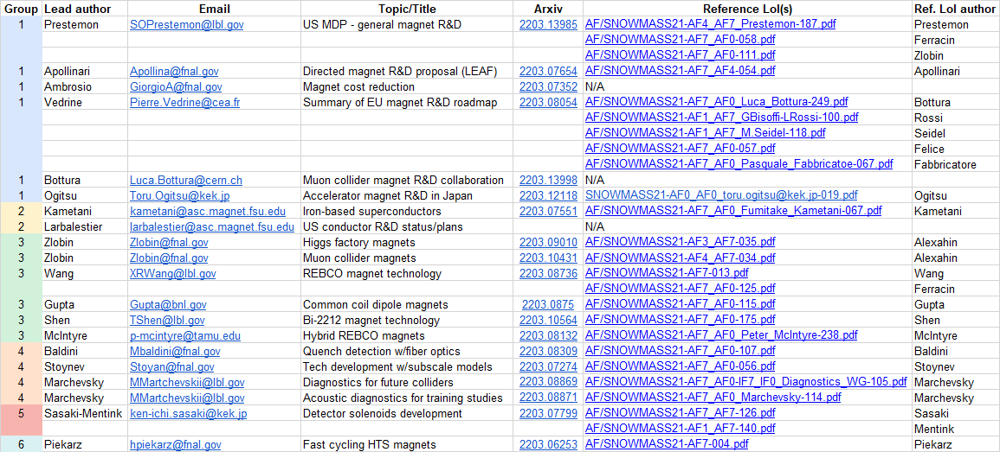 Group Lead author Email Topic/Title Arxiv Reference LoI(s) Ref. LoI author
1 Prestemon SOPrestemon@lbl.gov US MDP - general magnet R&D 2203.13985 AF/SNOWMASS21-AF4_AF7_Prestemon-187.pdf Prestemon
AF/SNOWMASS21-AF7_AF0-058.pdf Ferracin
AF/SNOWMASS21-AF7_AF0-111.pdf Zlobin
1 Apollinari Apollina@fnal.gov Directed magnet R&D proposal (LEAF) 2203.07654 AF/SNOWMASS21-AF7_AF4-054.pdf Apollinari
1 Ambrosio GiorgioA@fnal.gov Magnet cost reduction 2203.07352 N/A
1 Vedrine Pierre.Vedrine@cea.fr Summary of EU magnet R&D roadmap 2203.08054 AF/SNOWMASS21-AF7_AF0_Luca_Bottura-249.pdf Bottura
AF/SNOWMASS21-AF1_AF7_GBisoffi-LRossi-100.pdf Rossi
AF/SNOWMASS21-AF1_AF7_M.Seidel-118.pdf Seidel
AF/SNOWMASS21-AF7_AF0-057.pdf Felice
AF/SNOWMASS21-AF7_AF0_Pasquale_Fabbricatoe-067.pdf Fabbricatore
1 Bottura Luca.Bottura@cern.ch Muon collider magnet R&D collaboration 2203.13998 N/A
1 Ogitsu Toru.Ogitsu@kek.jp Accelerator magnet R&D in Japan 2203.12118 SNOWMASS21-AF0_AF0_toru.ogitsu@kek.jp-019.pdf Ogitsu
2 Kametani kametani@asc.magnet.fsu.edu Iron-based superconductors 2203.07551 AF/SNOWMASS21-AF7_AF0_Fumitake_Kametani-067.pdf Kametani
2 Larbalestier larbalestier@asc.magnet.fsu.edu US conductor R&D status/plans N/A
3 Zlobin Zlobin@fnal.gov Higgs factory magnets 2203.09010 AF/SNOWMASS21-AF3_AF7-035.pdf Alexahin
3 Zlobin Zlobin@fnal.gov Muon collider magnets 2203.10431 AF/SNOWMASS21-AF4_AF7-034.pdf Alexahin
3 Wang XRWang@lbl.gov REBCO magnet technology 2203.08736 AF/SNOWMASS21-AF7-013.pdf Wang
AF/SNOWMASS21-AF7_AF0-125.pdf Ferracin
3 Gupta Gupta@bnl.gov Common coil dipole magnets 2203.0875 AF/SNOWMASS21-AF7_AF0-115.pdf Gupta
3 Shen TShen@lbl.gov Bi-2212 magnet technology 2203.10564 AF/SNOWMASS21-AF7_AF0-175.pdf Shen
3 McIntyre p-mcintyre@tamu.edu Hybrid REBCO magnets 2203.08132 AF/SNOWMASS21-AF7_AF0_Peter_McIntyre-238.pdf McIntyre
4 Baldini Mbaldini@fnal.gov Quench detection w/fiber optics 2203.08309 AF/SNOWMASS21-AF7_AF0-107.pdf Baldini
4 Stoynev Stoyan@fnal.gov Tech development w/subscale models 2203.07274 AF/SNOWMASS21-AF7_AF0-056.pdf Stoynev
4 Marchevsky MMartchevskii@lbl.gov Diagnostics for future colliders 2203.08869 AF/SNOWMASS21-AF7_AF0-IF7_IF0_Diagnostics_WG-105.pdf Marchevsky
4 Marchevsky MMartchevskii@lbl.gov Acoustic diagnostics for training studies 2203.08871 AF/SNOWMASS21-AF7_AF0_Marchevsky-114.pdf Marchevsky
5 Sasaki-Mentink ken-ichi.sasaki@kek.jp Detector solenoids development 2203.07799 AF/SNOWMASS21-AF7_AF7-126.pdf Sasaki
AF/SNOWMASS21-AF1_AF7-140.pdf Mentink
6 Piekarz hpiekarz@fnal.gov Fast cycling HTS magnets 2203.06253 AF/SNOWMASS21-AF7-004.pdf Piekarz